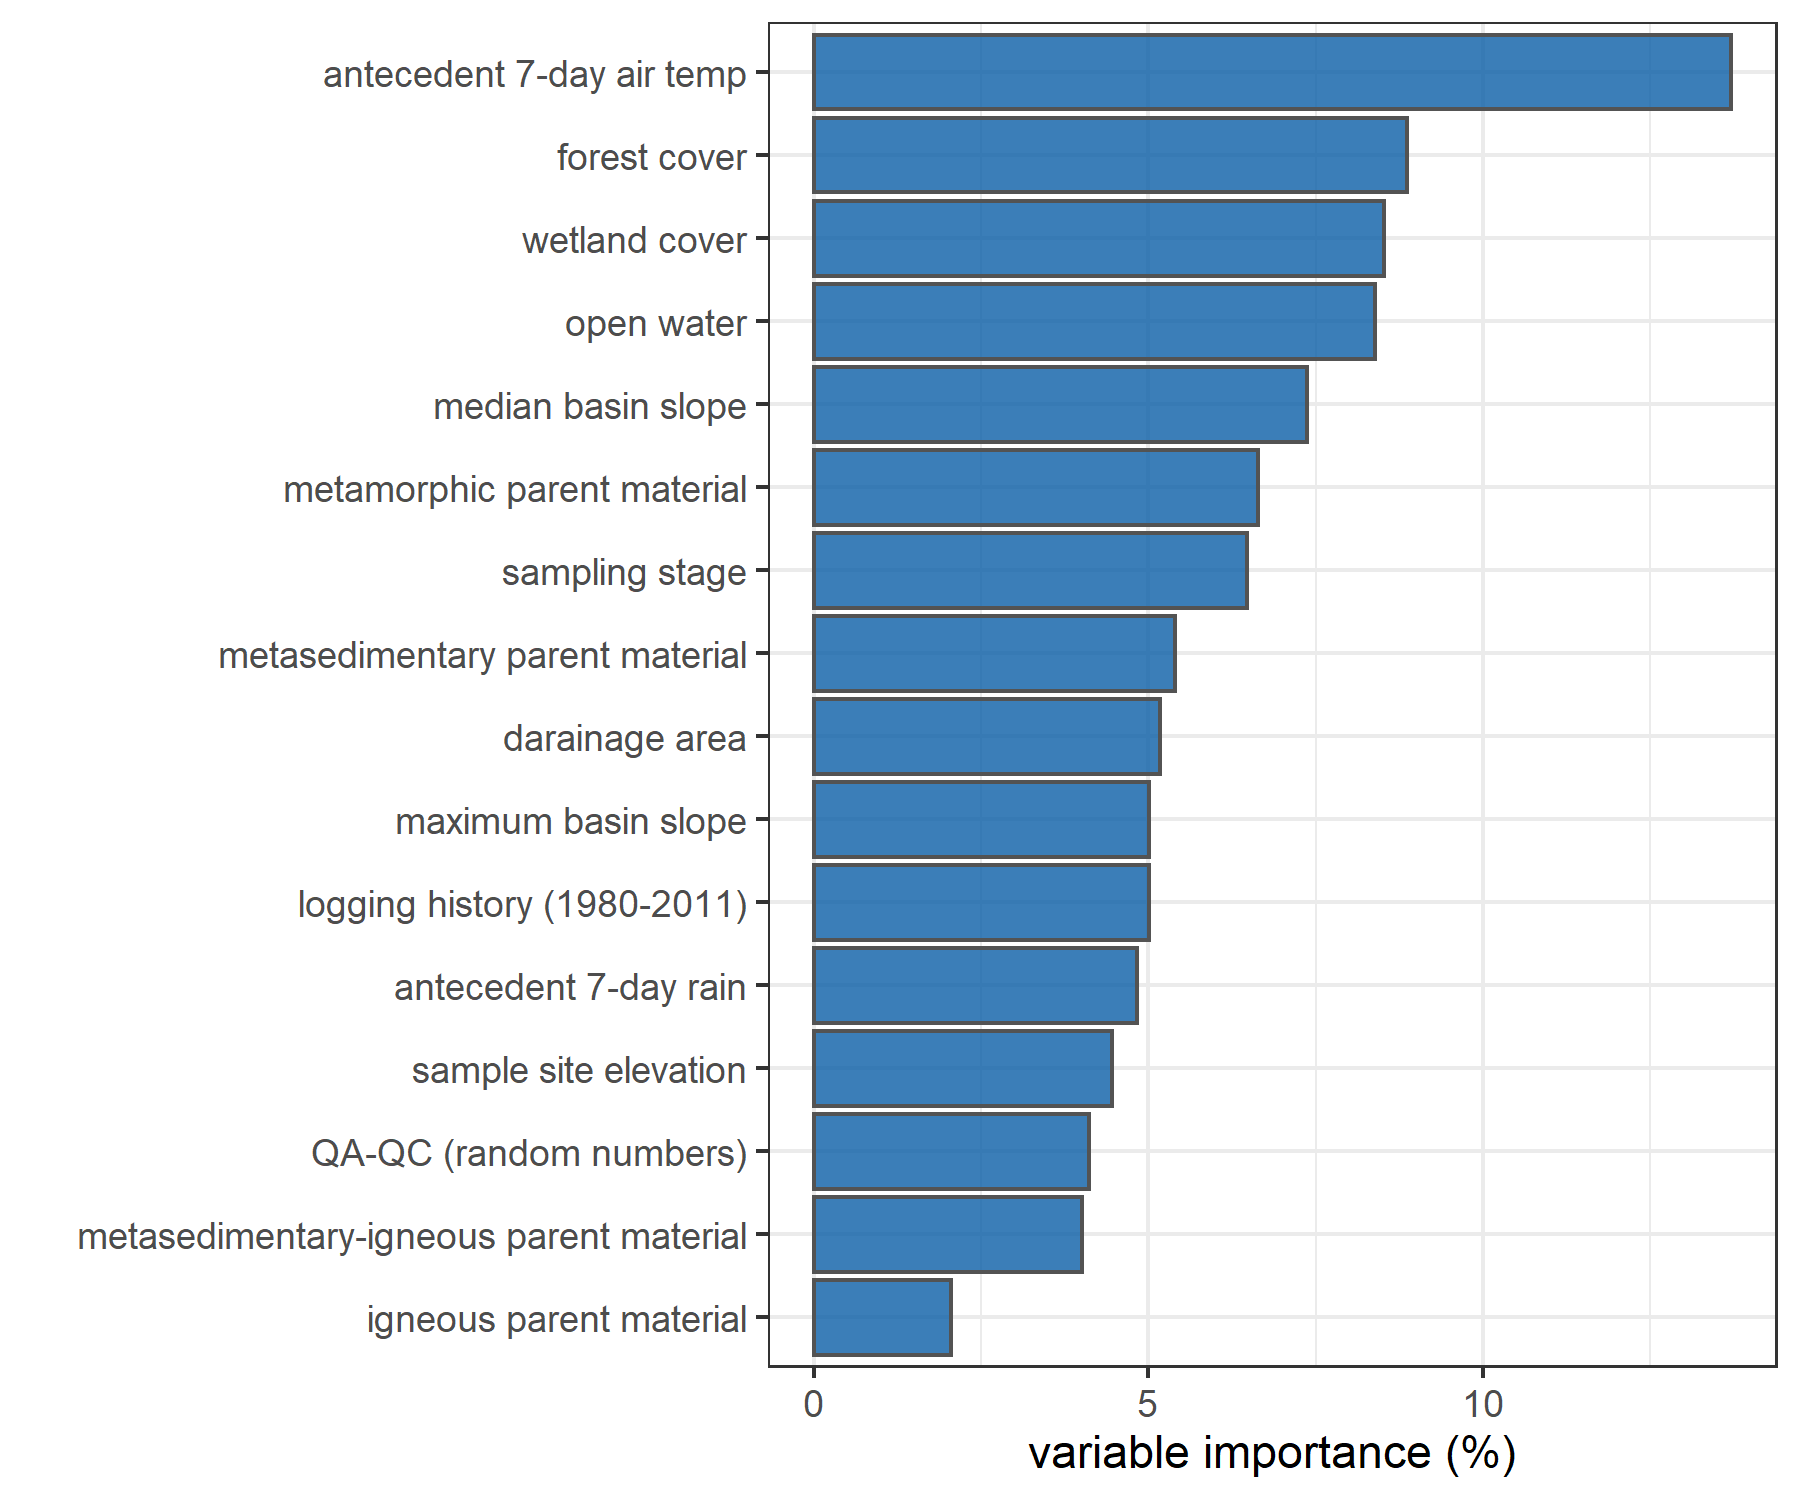 antecedent 7-day air temp
forest cover
wetland cover
open water
median basin slope
metamorphic parent material
sampling stage
metasedimentary parent material
darainage area
maximum basin slope
logging history (1980-2011)
antecedent 7-day rain
sample site elevation
QA-QC (random numbers)
metasedimentary-igneous parent material
igneous parent material
0 5 10
variable importance (%)